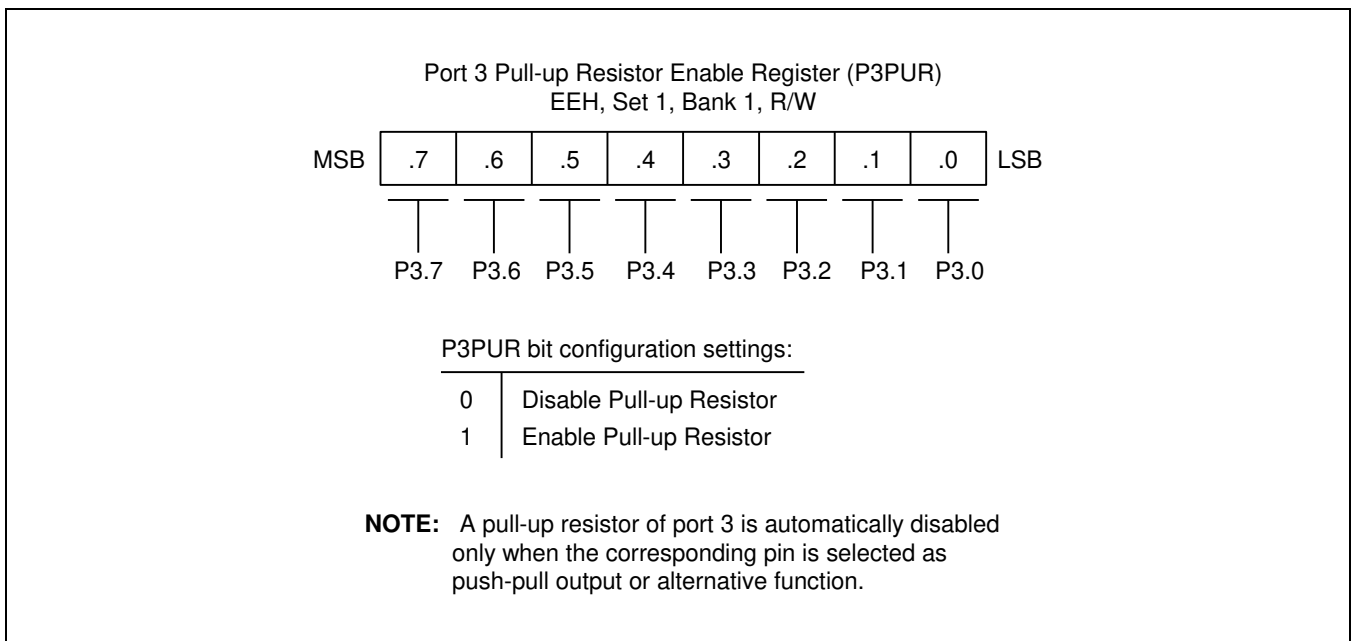 Port 3 Pull-up Resistor Enable Register (P3PUR)
EEH, Set 1, Bank 1, R/W
MSB .7 .6 .5 .4 .3 .2 .1 .0 LSB
P3.7 P3.6 P3.5 P3.4 P3.3 P3.2 P3.1 P3.0
P3PUR bit configuration settings:
0 Disable Pull-up Resistor
1 Enable Pull-up Resistor
NOTE: A pull-up resistor of port 3 is automatically disabled
only when the corresponding pin is selected as
push-pull output or alternative function.